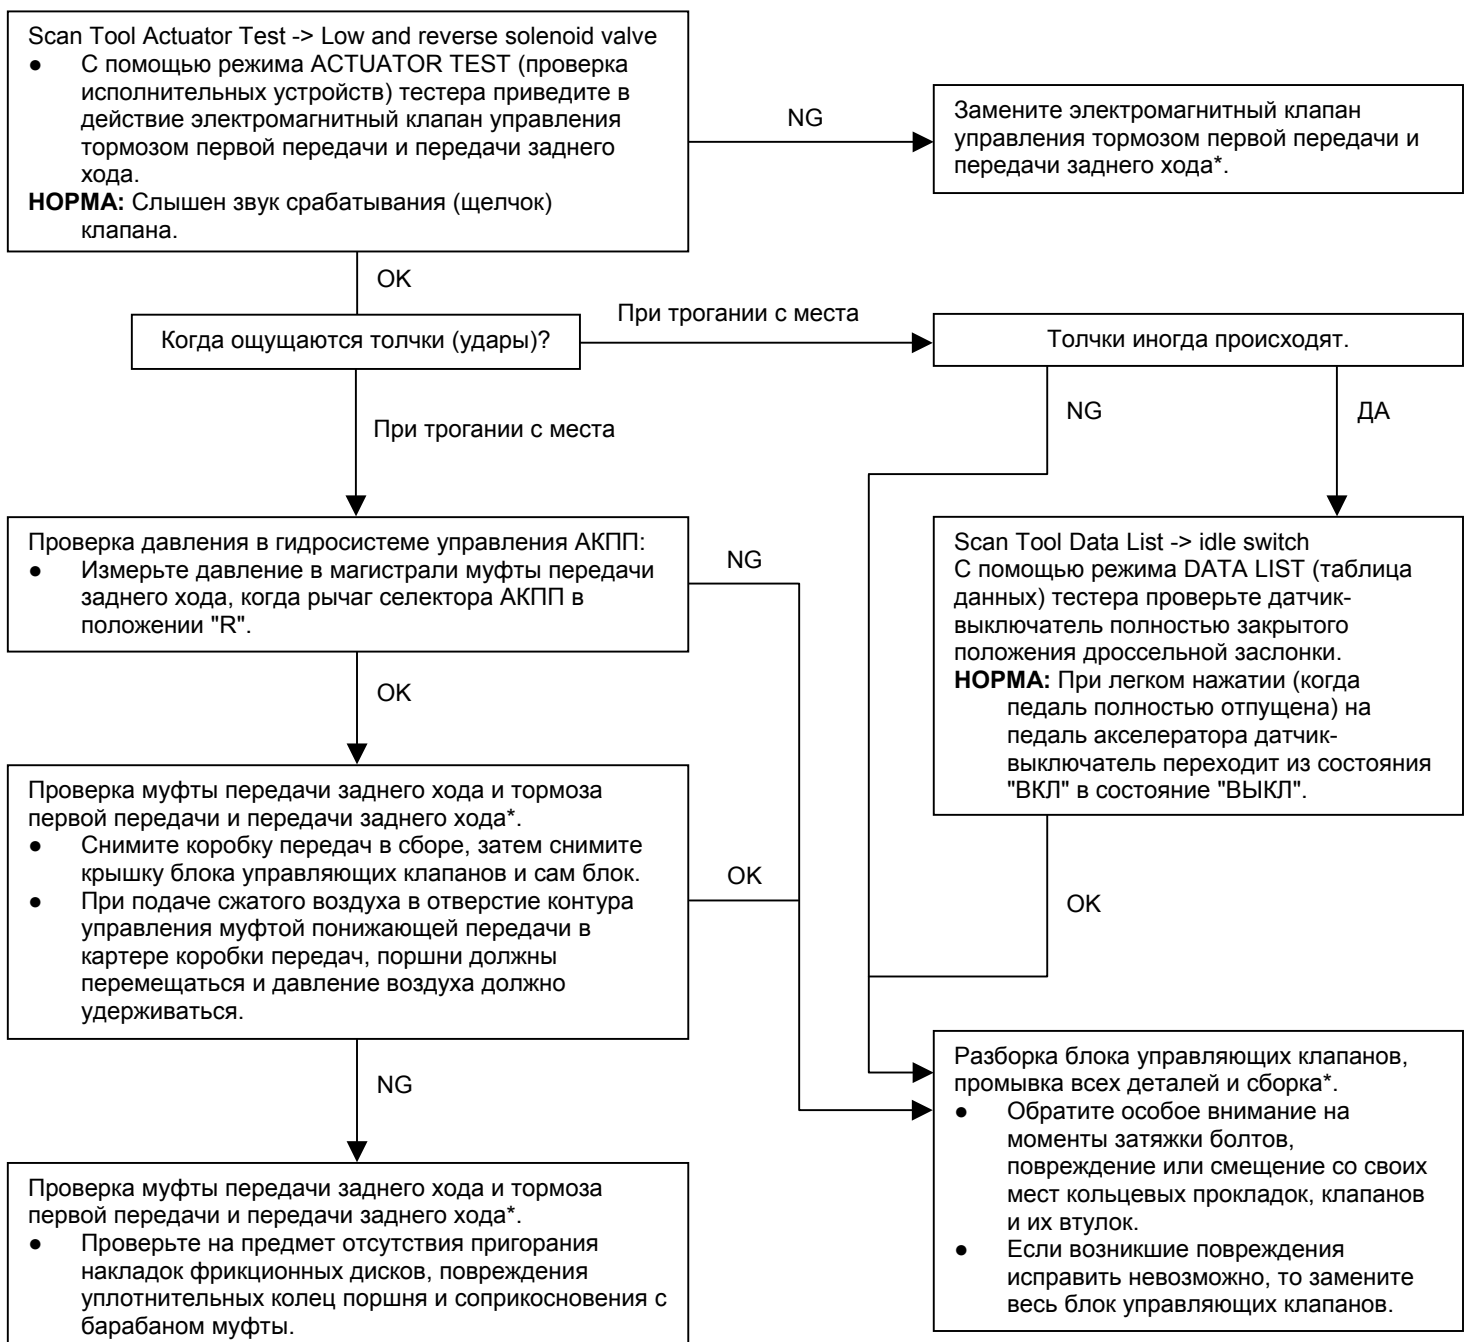 Scan Tool Actuator Test -> Low and reverse solenoid valve
● С помощью режима ACTUATOR TEST (проверка
исполнительных устройств) тестера приведите в
действие электромагнитный клапан управления
тормозом первой передачи и передачи заднего
хода.
НОРМА: Слышен звук срабатывания (щелчок)
клапана.
NG
Замените электромагнитный клапан
управления тормозом первой передачи и
передачи заднего хода*.
OK
Когда ощущаются толчки (удары)?
При трогании с места
Толчки иногда происходят.
При трогании с места
NG
ДА
Проверка давления в гидросистеме управления АКПП:
● Измерьте давление в магистрали муфты передачи
заднего хода, когда рычаг селектора АКПП в
положении "R".
NG
Scan Tool Data List -> idle switch
С помощью режима DATA LIST (таблица
данных) тестера проверьте датчик-
выключатель полностью закрытого
положения дроссельной заслонки.
НОРМА: При легком нажатии (когда
педаль полностью отпущена) на
педаль акселератора датчик-
выключатель переходит из состояния
"ВКЛ" в состояние "ВЫКЛ".
OK
Проверка муфты передачи заднего хода и тормоза
первой передачи и передачи заднего хода*.
● Снимите коробку передач в сборе, затем снимите
крышку блока управляющих клапанов и сам блок.
● При подаче сжатого воздуха в отверстие контура
управления муфтой понижающей передачи в
картере коробки передач, поршни должны
перемещаться и давление воздуха должно
удерживаться.
OK
OK
NG
Разборка блока управляющих клапанов,
промывка всех деталей и сборка*.
● Обратите особое внимание на
моменты затяжки болтов,
повреждение или смещение со своих
мест кольцевых прокладок, клапанов
и их втулок.
● Если возникшие повреждения
исправить невозможно, то замените
весь блок управляющих клапанов.
Проверка муфты передачи заднего хода и тормоза
первой передачи и передачи заднего хода*.
● Проверьте на предмет отсутствия пригорания
накладок фрикционных дисков, повреждения
уплотнительных колец поршня и соприкосновения с
барабаном муфты.